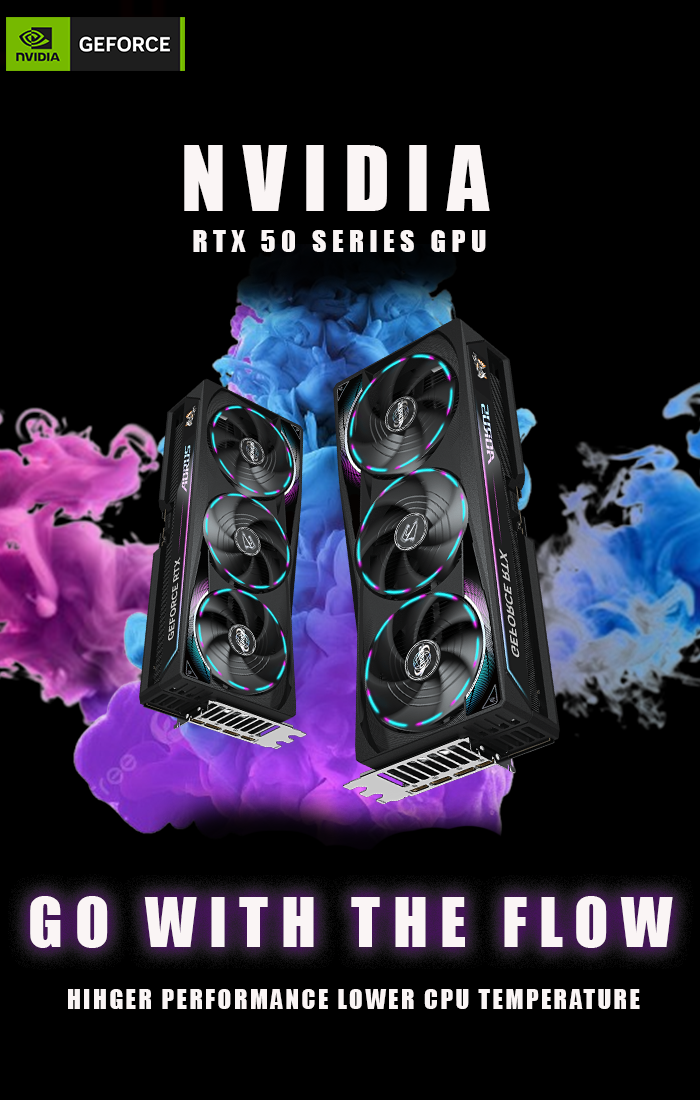 NVIDIA GEFORCE
NVIDIA
RTX 50 SERIES GPU
AORUS
GEFORCE RTX
AORUS
GEFORCE RTX
GO WITH THE FLOW
HIHGER PERFORMANCE LOWER CPU TEMPERATURE